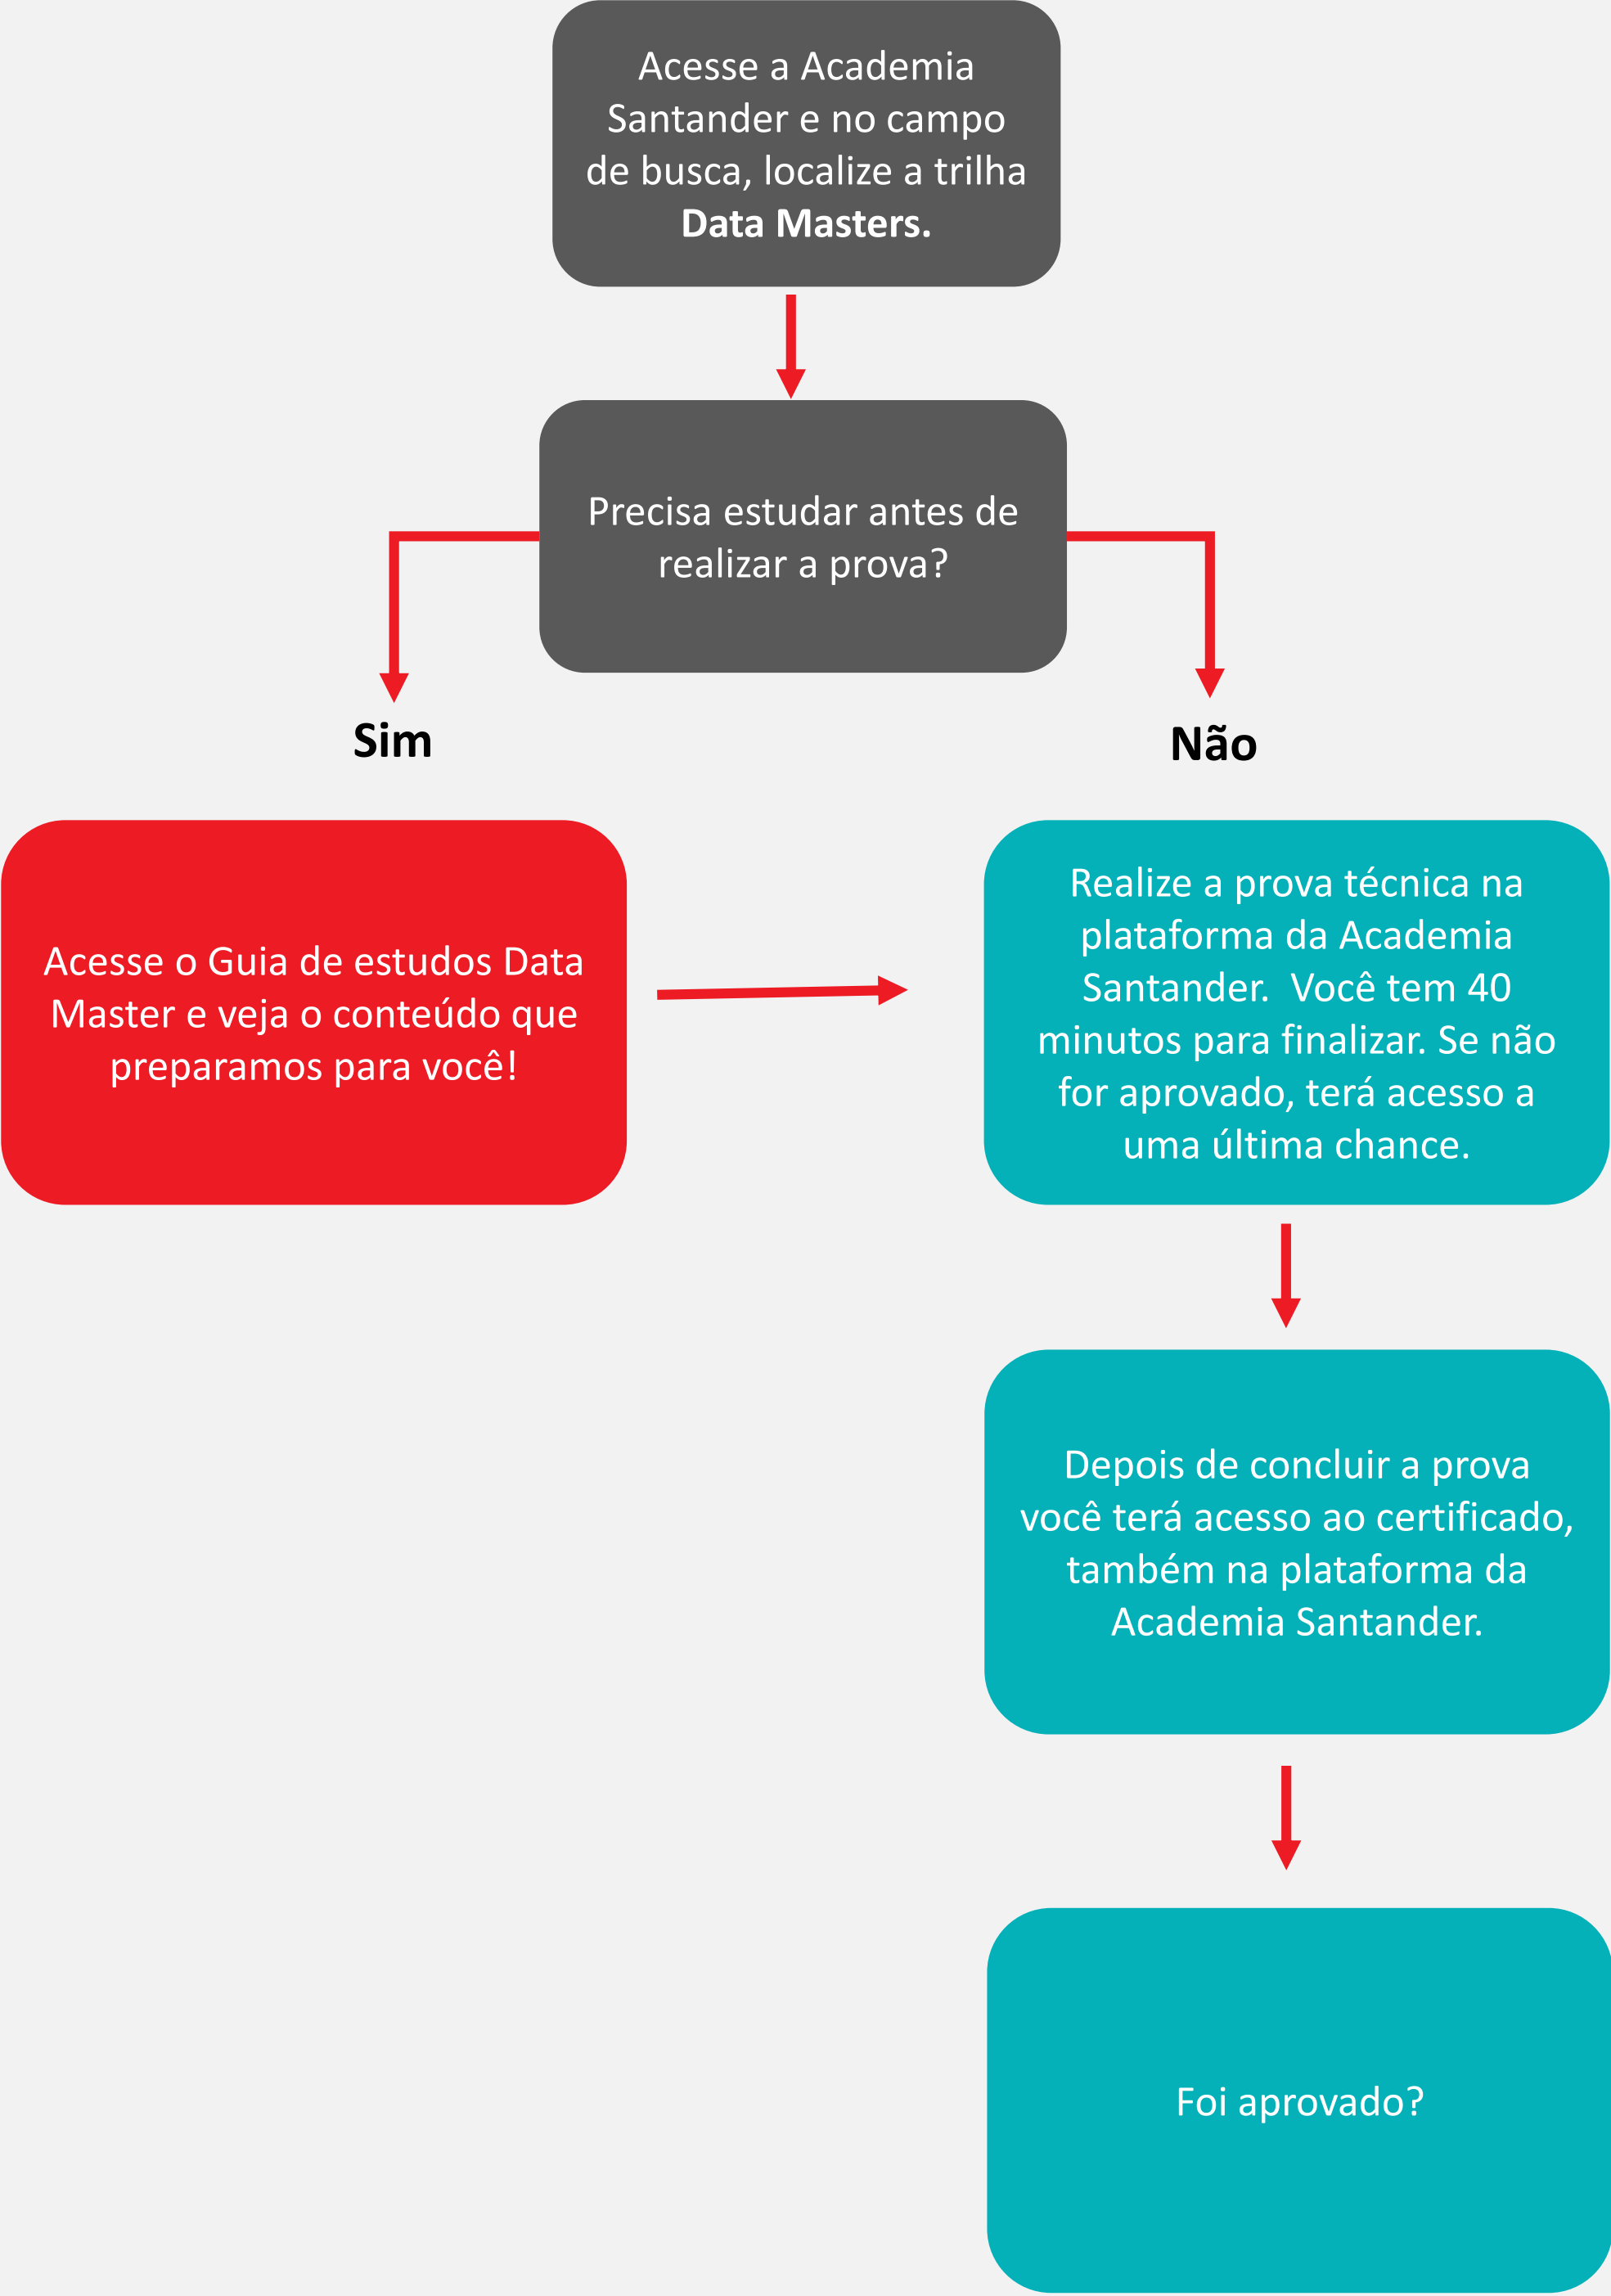 Acesse a Academia
Santander e no campo
de busca, localize a trilha
Data Masters.
Precisa estudar antes de
realizar a prova?
Sim
Não
Acesse o Guia de estudos Data
Master e veja o conteúdo que
preparamos para você!
Realize a prova técnica na
plataforma da Academia
Santander.  Você tem 40
minutos para finalizar. Se não
for aprovado, terá acesso a
uma última chance.
Depois de concluir a prova
você terá acesso ao certificado,
também na plataforma da
Academia Santander.
Foi aprovado?